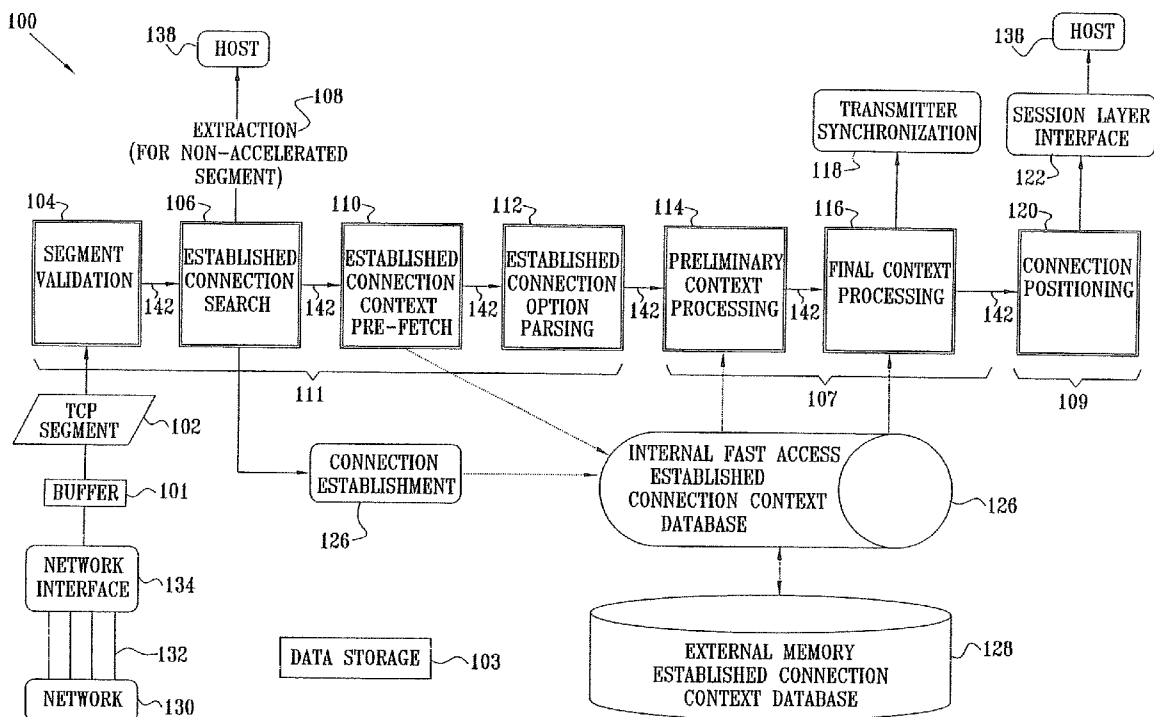 100
138
HOST
138
HOST
108
EXTRACTION
(FOR NON-ACCELERATED
SEGMENT)
TRANSMITTER
SYNCHRONIZATION
118
SESSION LAYER
INTERFACE
122
104
SEGMENT
VALIDATION
106
ESTABLISHED
CONNECTION
SEARCH
110
ESTABLISHED
CONNECTION
CONTEXT
PRE-FETCH
112
ESTABLISHED
CONNECTION
OPTION
PARSING
114
PRELIMINARY
CONTEXT
PROCESSING
116
FINAL CONTEXT
PROCESSING
120
CONNECTION
POSITIONING
142
142
142
142
142
142
111
107
109
TCP
SEGMENT
102
BUFFER
101
NETWORK
INTERFACE
134
132
NETWORK
130
CONNECTION
ESTABLISHMENT
126
INTERNAL FAST ACCESS
ESTABLISHED
CONNECTION CONTEXT
DATABASE
126
DATA STORAGE
103
EXTERNAL MEMORY
ESTABLISHED CONNECTION
CONTEXT DATABASE
128